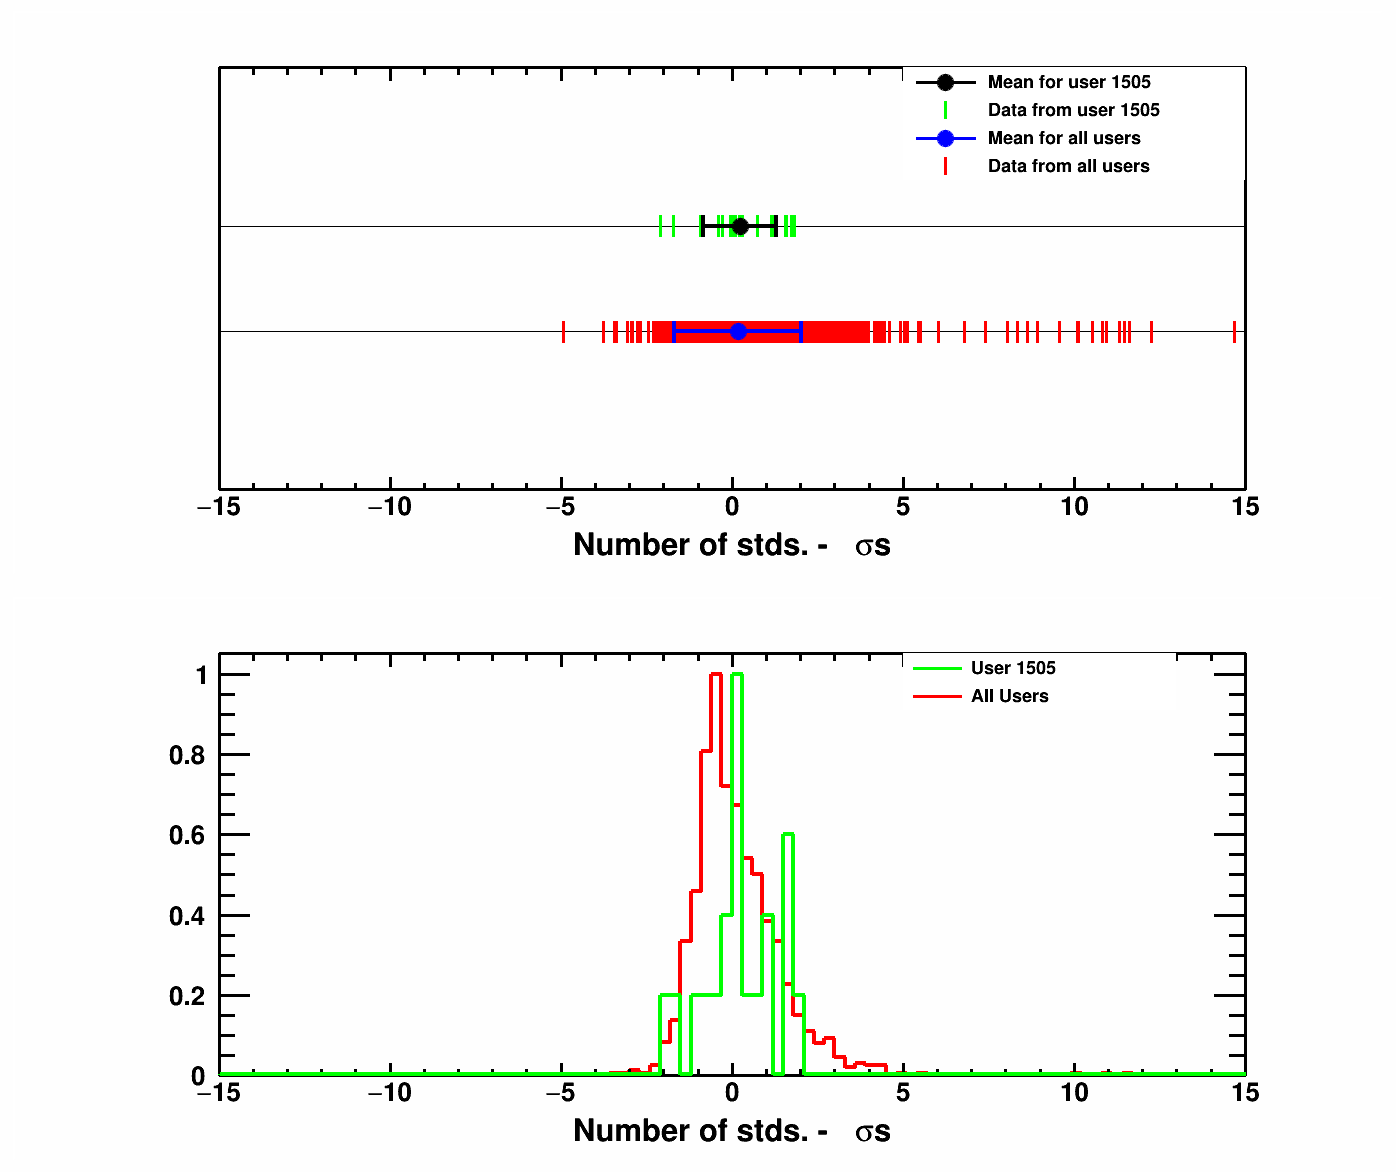 Mean for user 1505
Data from user 1505
Mean for all users
Data from all users
−15 −10 −5 0 5 10 15
Number of stds. - σs
User 1505
All Users
1
0.8
0.6
0.4
0.2
0
−15 −10 −5 0 5 10 15
Number of stds. - σs